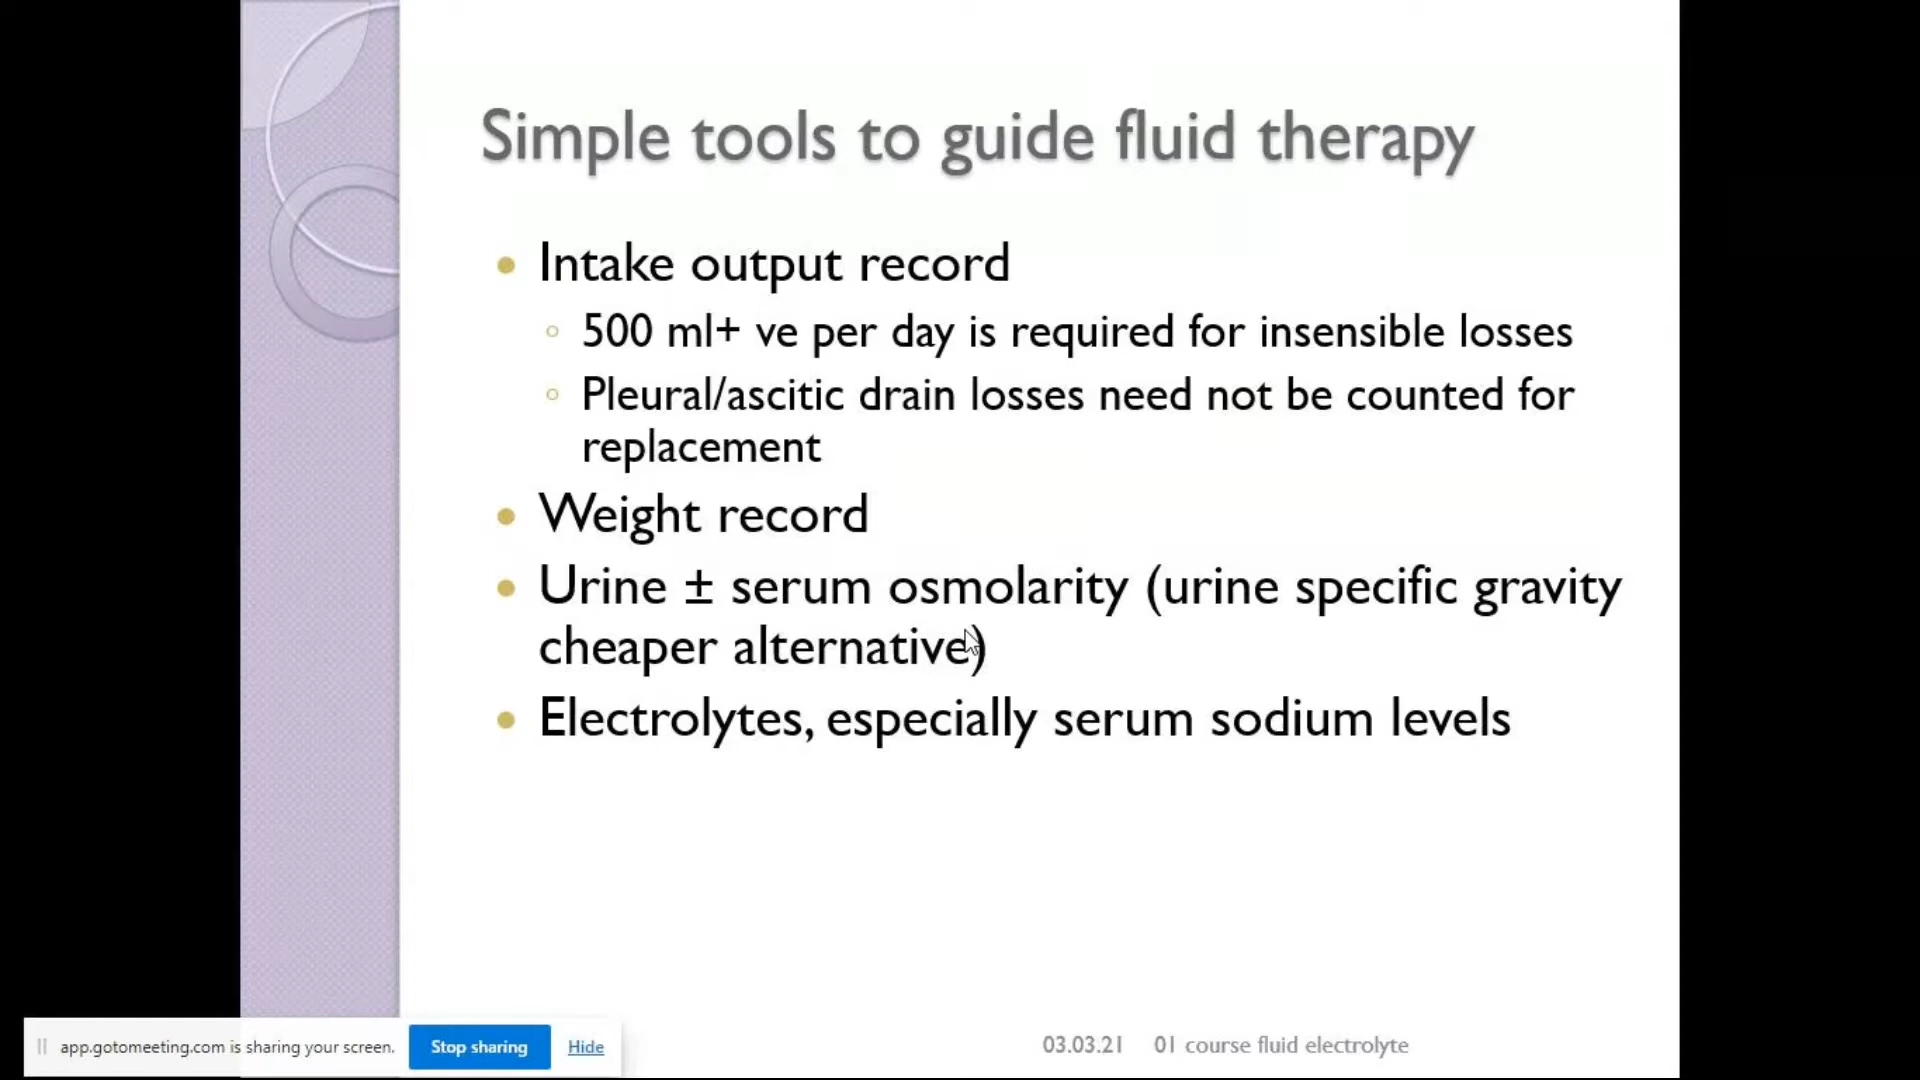 Simple tools to guide fluid therapy
Intake output record
500 ml+ ve per day is required for insensible losses
Pleural/ascitic drain losses need not be counted for
replacement
Weight record
Urine ± serum osmolarity (urine specific gravity
cheaper alternative)
Electrolytes, especially serum sodium levels
app.gotomeeting.com is sharing your screen. Stop sharing Hide
03.03.21 01 course fluid electrolyte